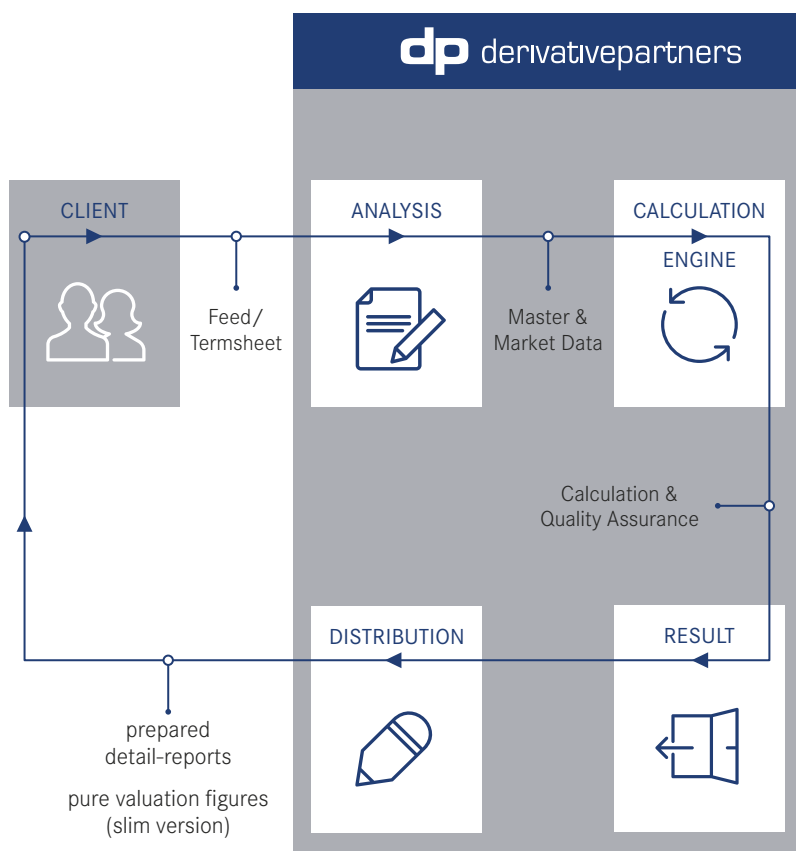 dp derivativepartners
CLIENT
ANALYSIS
CALCULATION
ENGINE
Feed/
Termsheet
Master &
Market Data
Calculation &
Quality Assurance
DISTRIBUTION
RESULT
prepared
detail-reports
pure valuation figures
(slim version)